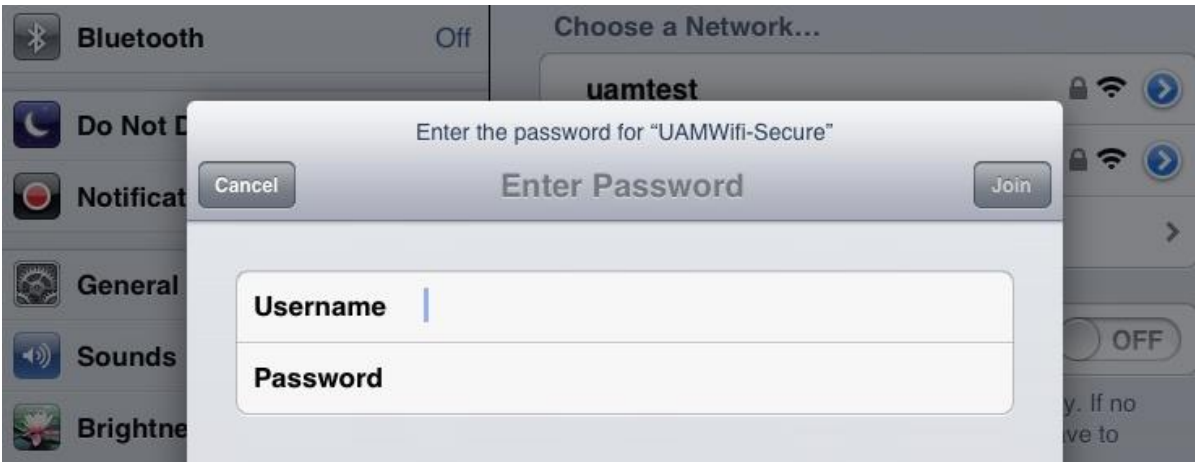 Bluetooth Off
Choose a Network...
uamtest
Do Not D
Enter the password for “UAMWifi-Secure”
Cancel Enter Password Join
Notificat
General
Username
OFF
Sounds
Password
y. If no
Brightne
ve to